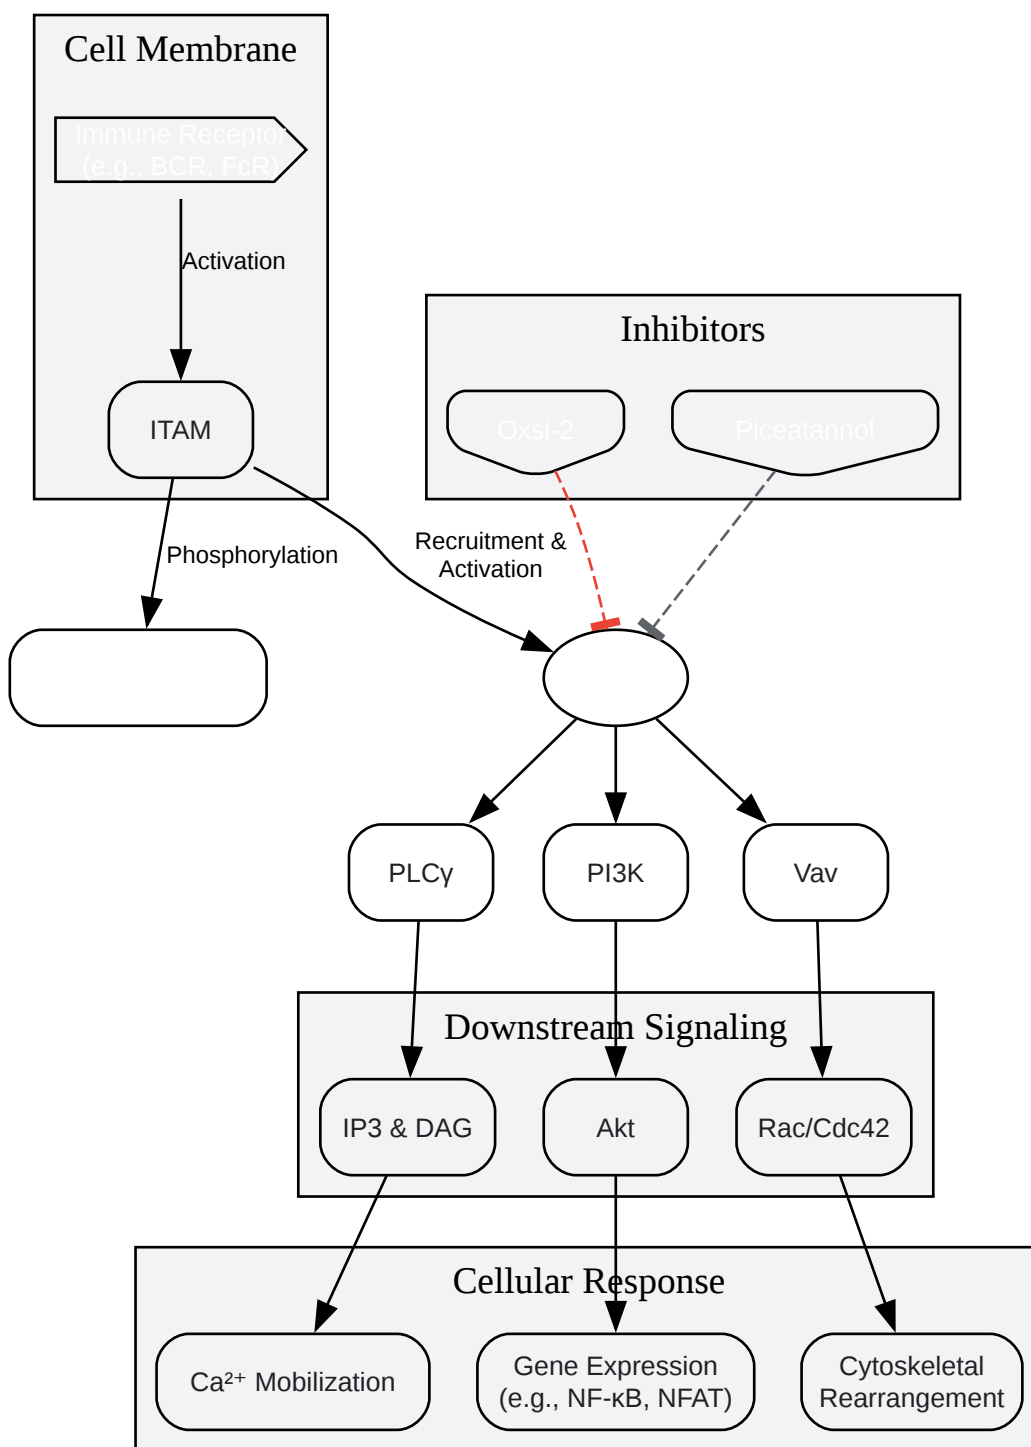 Cell Membrane
Immune Receptor
(e.g., BCR, FcR)
Activation
ITAM
Inhibitors
Oxsi-2
Piceatannol
Phosphorylation
Recruitment &
Activation
PLCγ
PI3K
Vav
Downstream Signaling
IP3 & DAG
Akt
Rac/Cdc42
Cellular Response
Ca²⁺ Mobilization
Gene Expression
(e.g., NF-κB, NFAT)
Cytoskeletal
Rearrangement